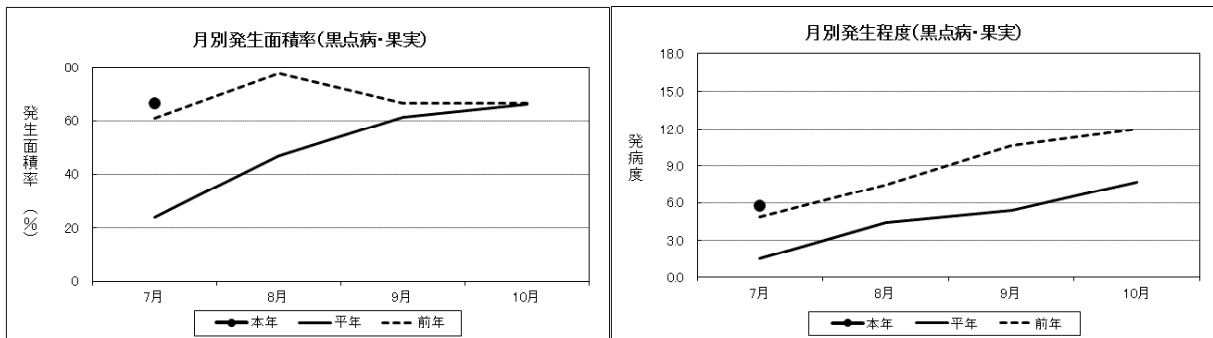 月別発生面積率(黒点病・果実)
発生面積率 (%)
80
60
40
20
0
7月 8月 9月 10月
本年 平年 前年
月別発生程度(黒点病・果実)
発病度
18.0
15.0
12.0
9.0
6.0
3.0
0.0
7月 8月 9月 10月
本年 平年 前年